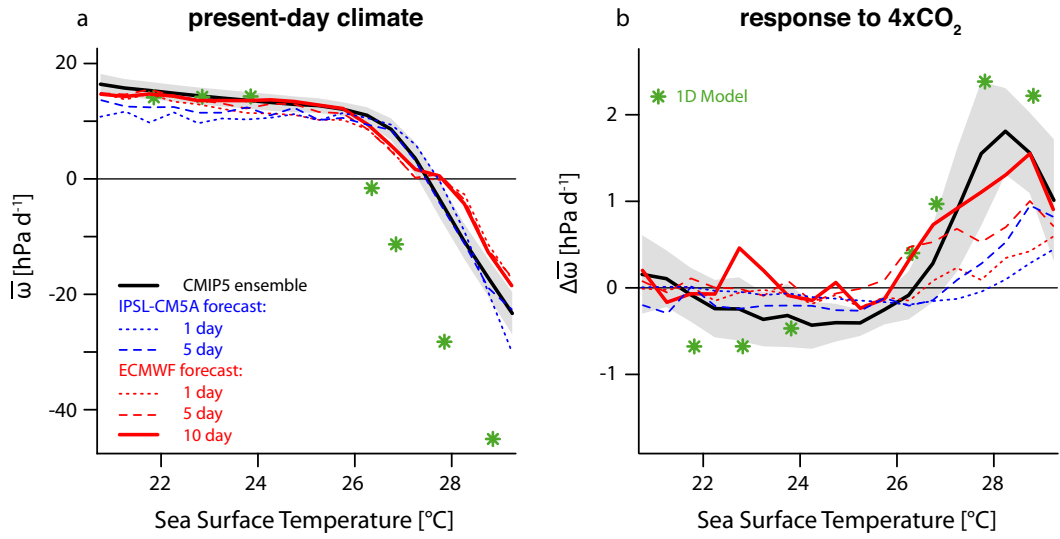 a present-day climate
20
0
-20
-40
ω̅ [hPa d⁻¹]
CMIP5 ensemble
IPSL-CM5A forecast:
1 day
5 day
ECMWF forecast:
1 day
5 day
10 day
22 24 26 28
Sea Surface Temperature [°C]
b response to 4xCO₂
2
1
0
-1
Δω̅ [hPa d⁻¹]
1D Model
22 24 26 28
Sea Surface Temperature [°C]